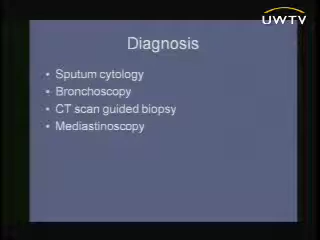 UWTV
Diagnosis
• Sputum cytology
• Bronchoscopy
• CT scan guided biopsy
• Mediastinoscopy